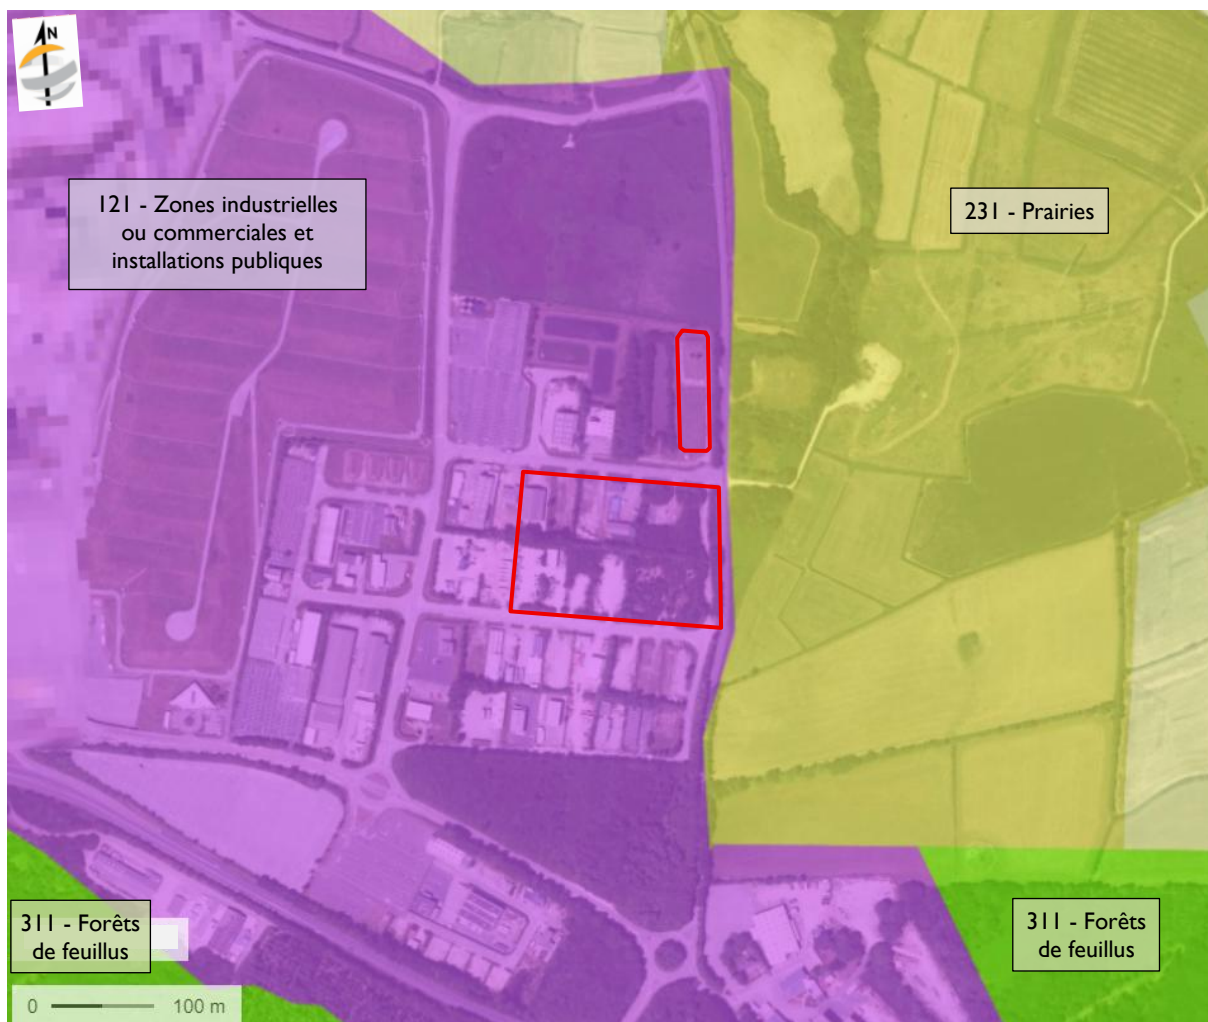 N
121 - Zones industrielles
ou commerciales et
installations publiques
231 - Prairies
311 - Forêts
de feuillus
311 - Forêts
de feuillus
0 100 m